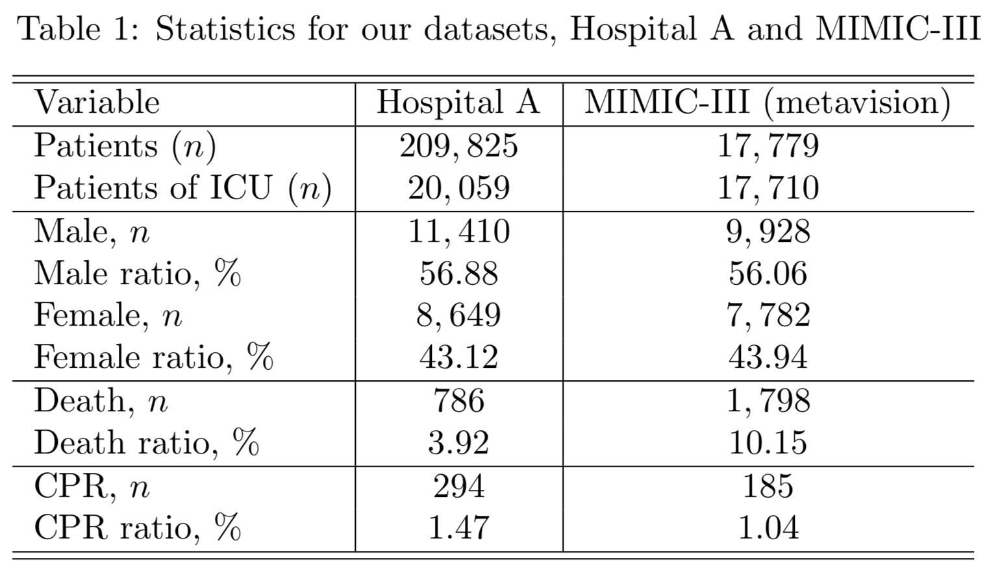 Table 1: Statistics for our datasets, Hospital A and MIMIC-III
Variable Hospital A MIMIC-III (metavision)
Patients (n) 209, 825 17, 779
Patients of ICU (n) 20, 059 17, 710
Male, n 11, 410 9, 928
Male ratio, % 56.88 56.06
Female, n 8, 649 7, 782
Female ratio, % 43.12 43.94
Death, n 786 1, 798
Death ratio, % 3.92 10.15
CPR, n 294 185
CPR ratio, % 1.47 1.04